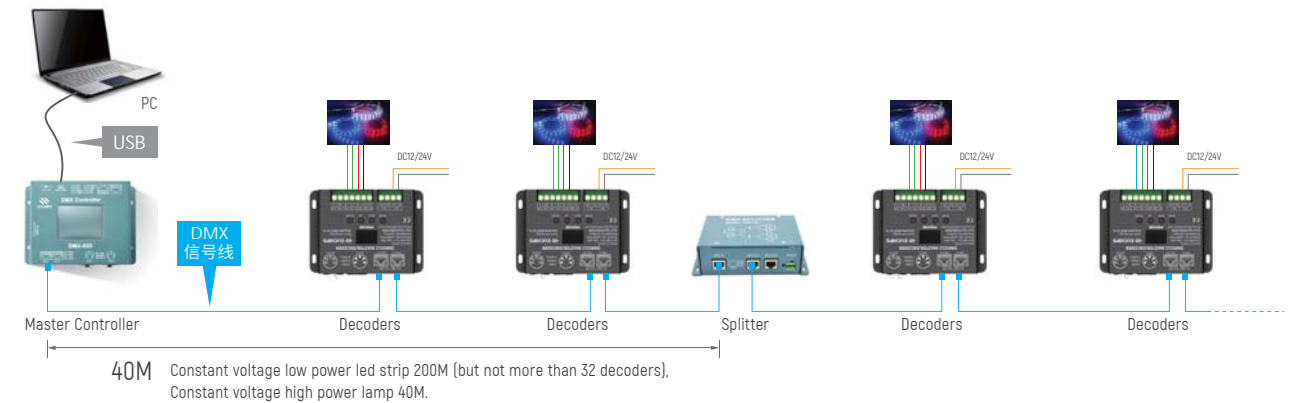 PC
USB
DMX Controller
DMX
信号线
DC12/24V
DC12/24V
DC12/24V
DC12/24V
Master Controller
Decoders
Decoders
Splitter
Decoders
Decoders
40M
Constant voltage low power led strip 200M (but not more than 32 decoders),
Constant voltage high power lamp 40M.